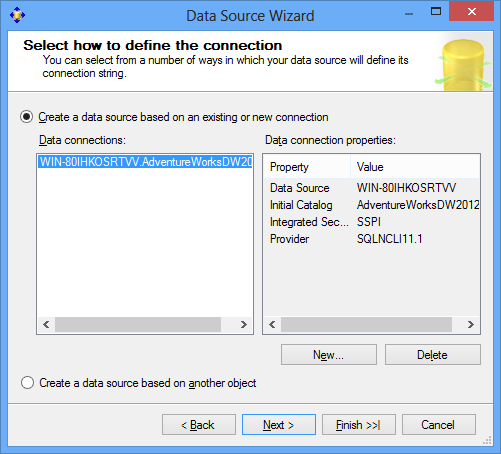 Data Source Wizard
Select how to define the connection
You can select from a number of ways in which your data source will define its
connection string.
Create a data source based on an existing or new connection
Data connections:
Data connection properties:
WIN-80IHKOSRTVV.AdventureWorksDW20
Property Value
Data Source WIN-80IHKOSRTVV
Initial Catalog AdventureWorksDW2012
Integrated Sec... SSPI
Provider SQLNCLI11.1
New...
Delete
Create a data source based on another object
< Back
Next >
Finish >>|
Cancel